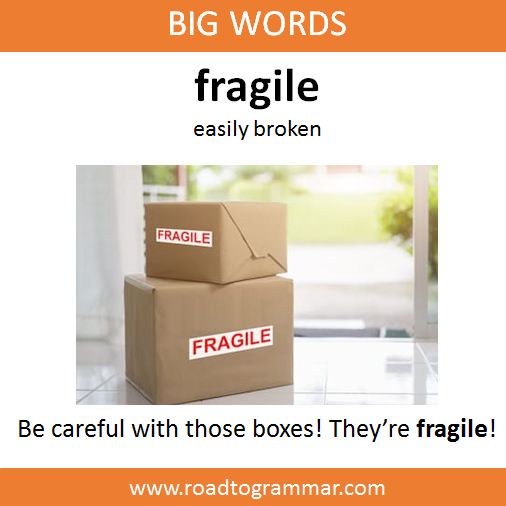 BIG WORDS
fragile
easily broken
FRAGILE
FRAGILE
Be careful with those boxes! They’re fragile!
www.roadtogrammar.com